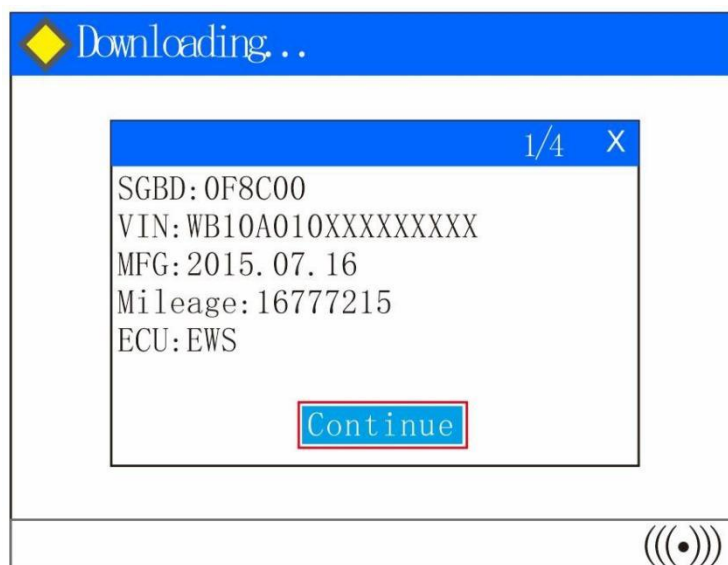 Downloading...
1/4 X
SGBD:0F8C00
VIN:WB10A010XXXXXXXXX
MFG:2015.07.16
Mileage:16777215
ECU:EWS
Continue